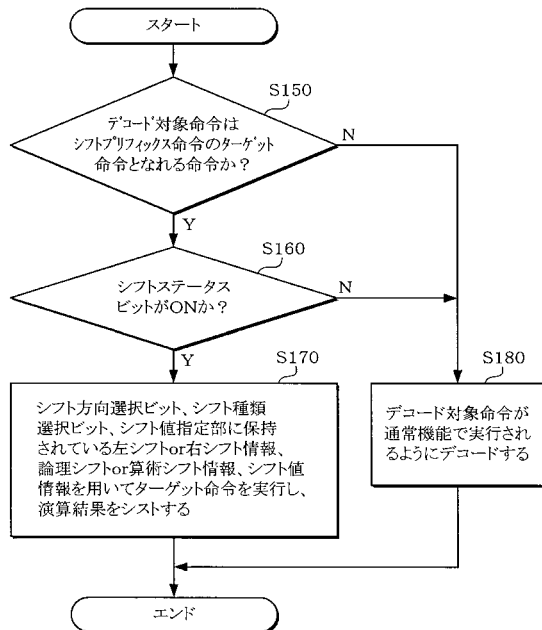 スタート
S150
デコード対象命令は
シフトプリフィックス命令のターゲット
命令となれる命令か？
N
Y
S160
シフトステータス
ビットがONか？
N
Y
S170
シフト方向選択ビット、シフト種類
選択ビット、シフト値指定部に保持
されている左シフトor右シフト情報、
論理シフトor算術シフト情報、シフト値
情報を用いてターゲット命令を実行し、
演算結果をシストする
S180
デコード対象命令が
通常機能で実行され
るようにデコードする
エンド